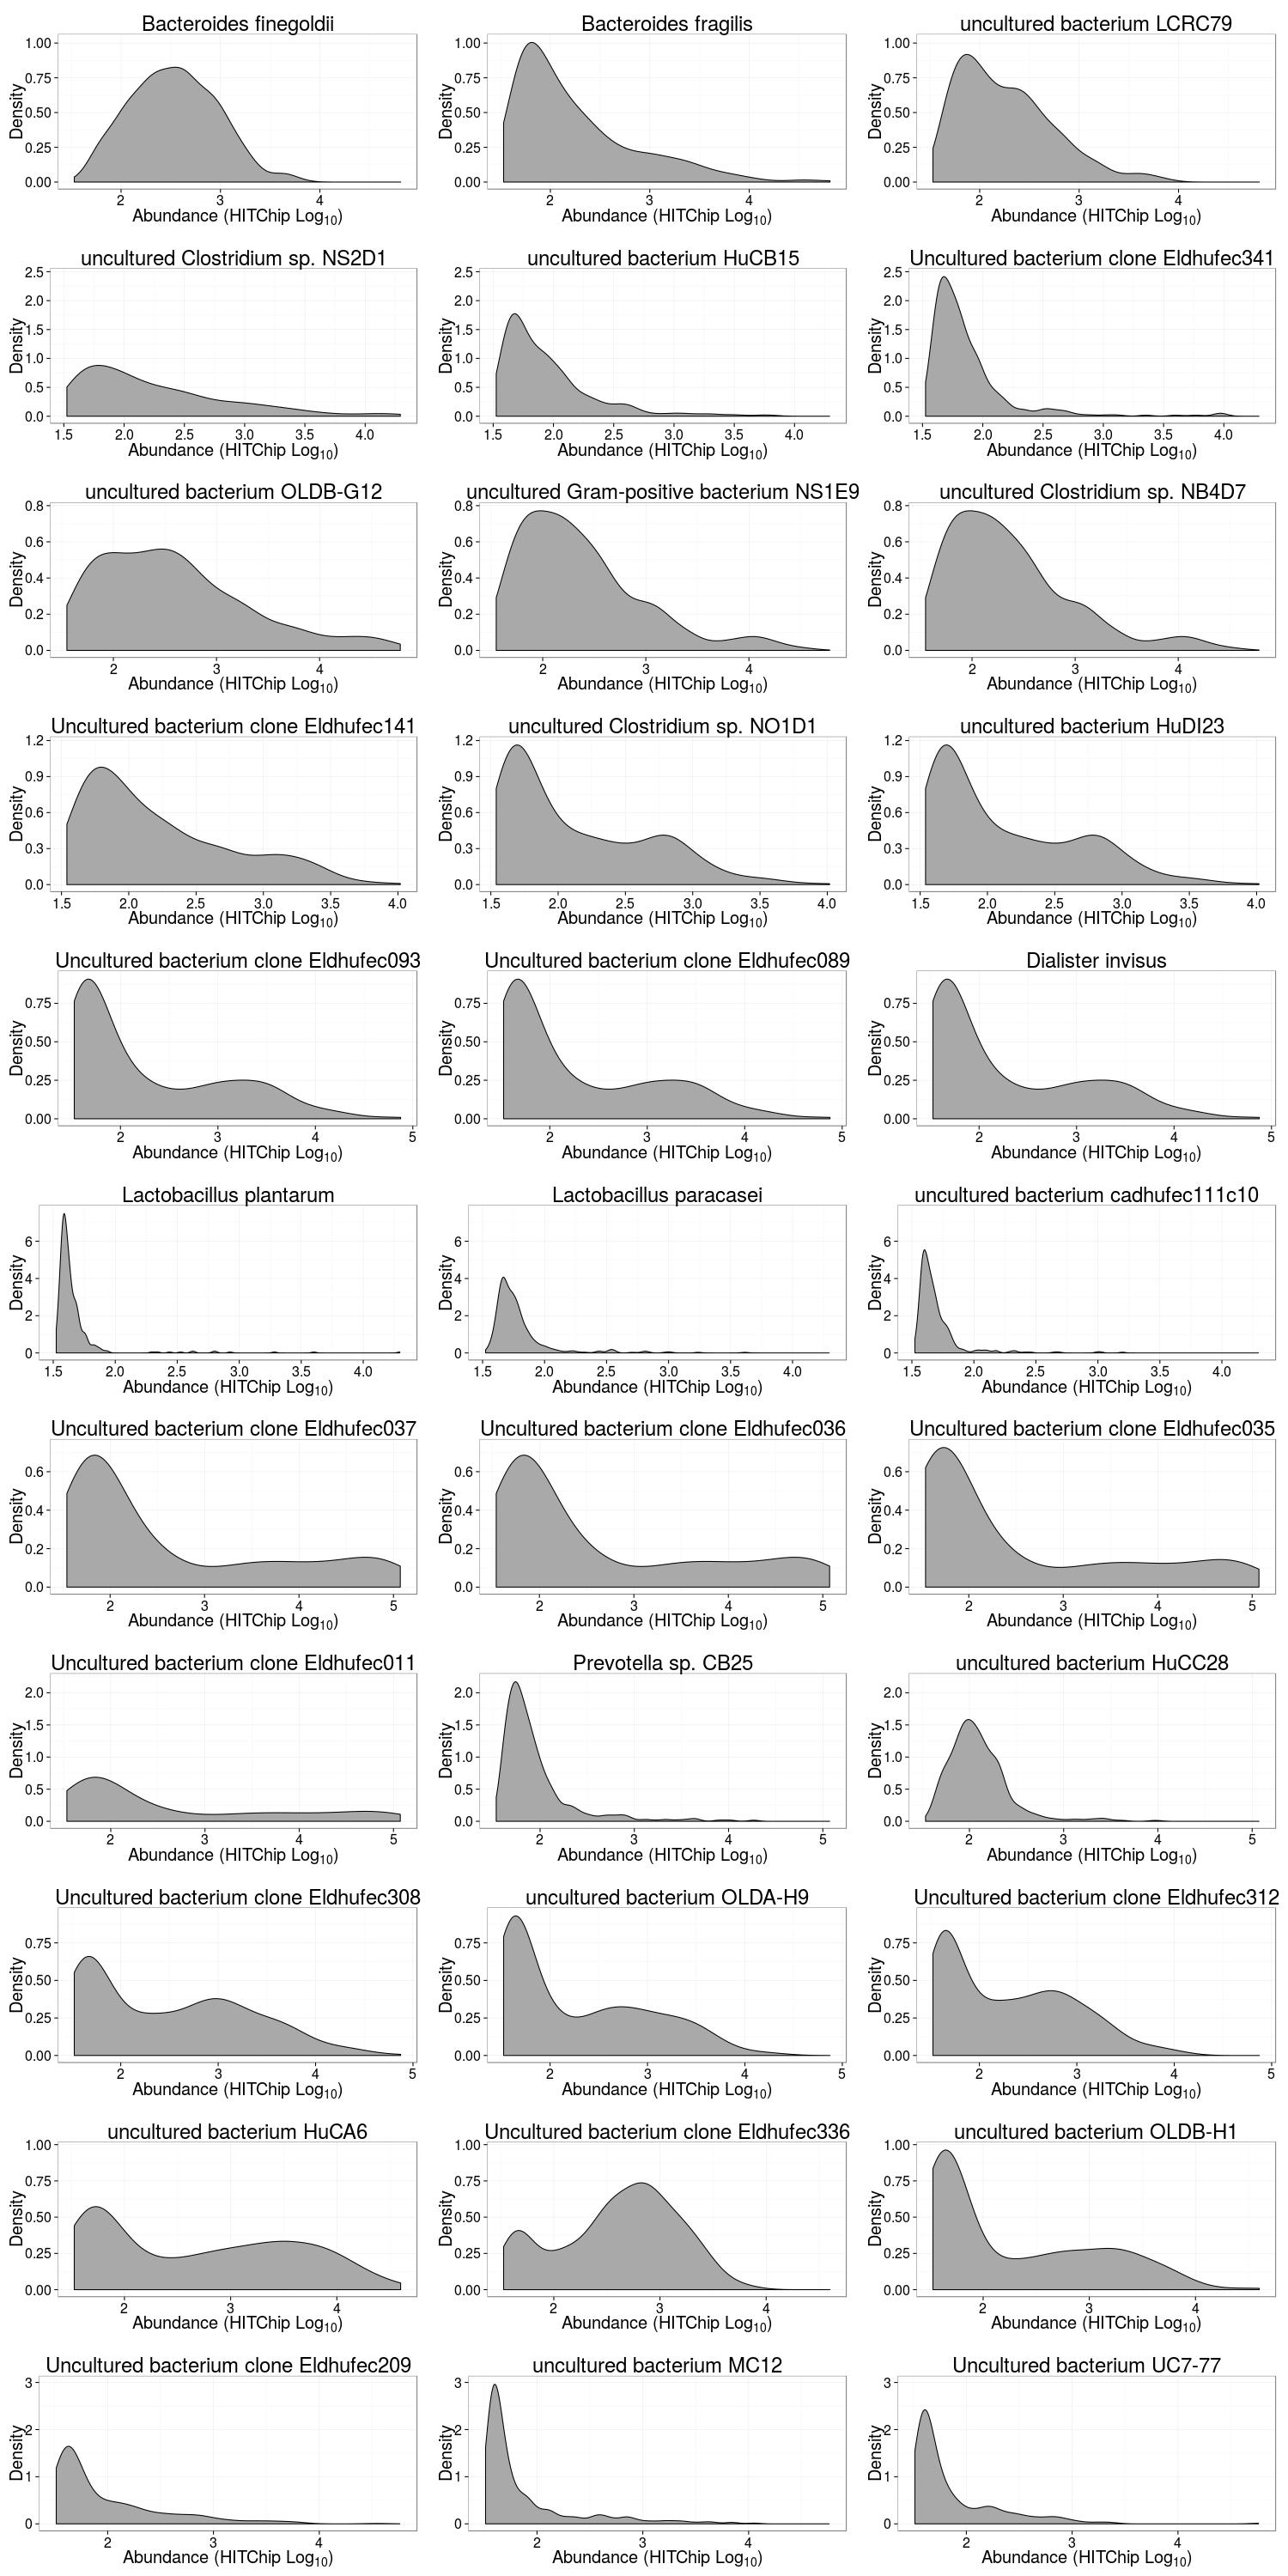 Bacteroides finegoldii
Bacteroides fragilis
uncultured bacterium LCRC79
Density
1.00
0.75
0.50
0.25
0.00
2 3 4
Abundance (HITChip Log10)
Density
1.00
0.75
0.50
0.25
0.00
2 3 4
Abundance (HITChip Log10)
Density
1.00
0.75
0.50
0.25
0.00
2 3 4
Abundance (HITChip Log10)
uncultured Clostridium sp. NS2D1
uncultured bacterium HuCB15
Uncultured bacterium clone Eldhufec341
Density
2.5
2.0
1.5
1.0
0.5
0.0
1.5 2.0 2.5 3.0 3.5 4.0
Abundance (HITChip Log10)
Density
2.5
2.0
1.5
1.0
0.5
0.0
1.5 2.0 2.5 3.0 3.5 4.0
Abundance (HITChip Log10)
Density
2.5
2.0
1.5
1.0
0.5
0.0
1.5 2.0 2.5 3.0 3.5 4.0
Abundance (HITChip Log10)
uncultured bacterium OLDB-G12
uncultured Gram-positive bacterium NS1E9
uncultured Clostridium sp. NB4D7
Density
0.8
0.6
0.4
0.2
0.0
2 3 4
Abundance (HITChip Log10)
Density
0.8
0.6
0.4
0.2
0.0
2 3 4
Abundance (HITChip Log10)
Density
0.8
0.6
0.4
0.2
0.0
2 3 4
Abundance (HITChip Log10)
Uncultured bacterium clone Eldhufec141
uncultured Clostridium sp. NO1D1
uncultured bacterium HuDI23
Density
1.2
0.9
0.6
0.3
0.0
1.5 2.0 2.5 3.0 3.5 4.0
Abundance (HITChip Log10)
Density
1.2
0.9
0.6
0.3
0.0
1.5 2.0 2.5 3.0 3.5 4.0
Abundance (HITChip Log10)
Density
1.2
0.9
0.6
0.3
0.0
1.5 2.0 2.5 3.0 3.5 4.0
Abundance (HITChip Log10)
Uncultured bacterium clone Eldhufec093
Uncultured bacterium clone Eldhufec089
Dialister invisus
Density
0.75
0.50
0.25
0.00
2 3 4 5
Abundance (HITChip Log10)
Density
0.75
0.50
0.25
0.00
2 3 4 5
Abundance (HITChip Log10)
Density
0.75
0.50
0.25
0.00
2 3 4 5
Abundance (HITChip Log10)
Lactobacillus plantarum
Lactobacillus paracasei
uncultured bacterium cadhufec111c10
Density
6
4
2
0
1.5 2.0 2.5 3.0 3.5 4.0
Abundance (HITChip Log10)
Density
6
4
2
0
1.5 2.0 2.5 3.0 3.5 4.0
Abundance (HITChip Log10)
Density
6
4
2
0
1.5 2.0 2.5 3.0 3.5 4.0
Abundance (HITChip Log10)
Uncultured bacterium clone Eldhufec037
Uncultured bacterium clone Eldhufec036
Uncultured bacterium clone Eldhufec035
Density
0.6
0.4
0.2
0.0
2 3 4 5
Abundance (HITChip Log10)
Density
0.6
0.4
0.2
0.0
2 3 4 5
Abundance (HITChip Log10)
Density
0.6
0.4
0.2
0.0
2 3 4 5
Abundance (HITChip Log10)
Uncultured bacterium clone Eldhufec011
Prevotella sp. CB25
uncultured bacterium HuCC28
Density
2.0
1.5
1.0
0.5
0.0
2 3 4 5
Abundance (HITChip Log10)
Density
2.0
1.5
1.0
0.5
0.0
2 3 4 5
Abundance (HITChip Log10)
Density
2.0
1.5
1.0
0.5
0.0
2 3 4 5
Abundance (HITChip Log10)
Uncultured bacterium clone Eldhufec308
uncultured bacterium OLDA-H9
Uncultured bacterium clone Eldhufec312
Density
0.75
0.50
0.25
0.00
2 3 4 5
Abundance (HITChip Log10)
Density
0.75
0.50
0.25
0.00
2 3 4 5
Abundance (HITChip Log10)
Density
0.75
0.50
0.25
0.00
2 3 4 5
Abundance (HITChip Log10)
uncultured bacterium HuCA6
Uncultured bacterium clone Eldhufec336
uncultured bacterium OLDB-H1
Density
1.00
0.75
0.50
0.25
0.00
2 3 4
Abundance (HITChip Log10)
Density
1.00
0.75
0.50
0.25
0.00
2 3 4
Abundance (HITChip Log10)
Density
1.00
0.75
0.50
0.25
0.00
2 3 4
Abundance (HITChip Log10)
Uncultured bacterium clone Eldhufec209
uncultured bacterium MC12
Uncultured bacterium UC7-77
Density
3
2
1
0
2 3 4
Abundance (HITChip Log10)
Density
3
2
1
0
2 3 4
Abundance (HITChip Log10)
Density
3
2
1
0
2 3 4
Abundance (HITChip Log10)